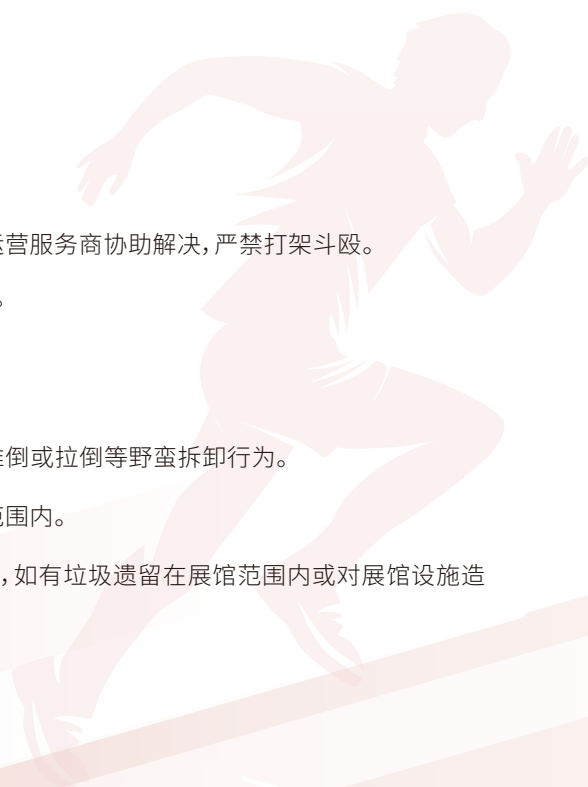 营服务商协助解决，严禁打架斗殴。
。
倒或拉倒等野蛮拆卸行为。
围内。
，如有垃圾遗留在展馆范围内或对展馆设施造